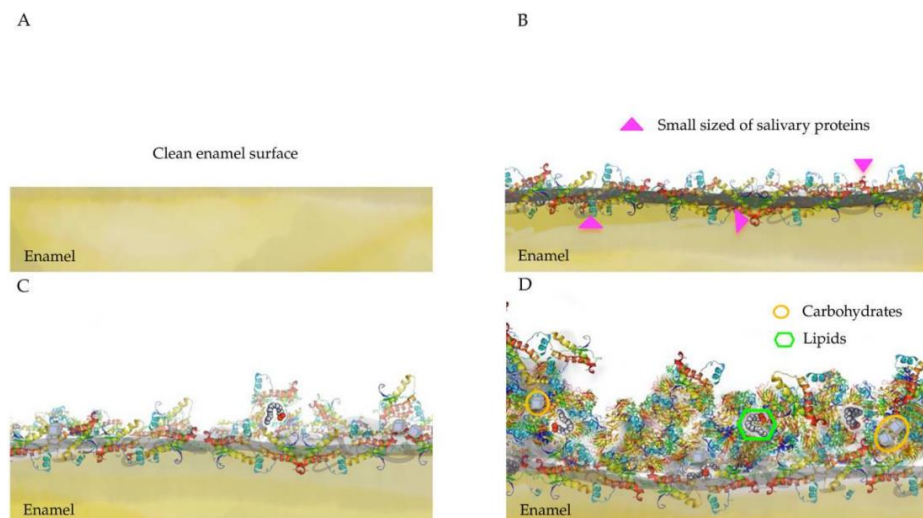 A
Clean enamel surface
Enamel
B
Small sized of salivary proteins
Enamel
C
Enamel
D
Carbohydrates
Lipids
Enamel